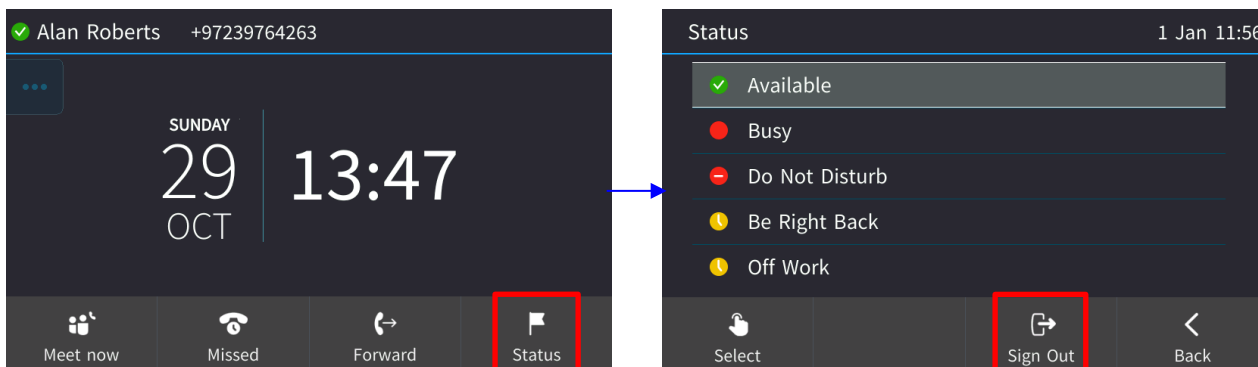 Alan Roberts +97239764263
SUNDAY
29
OCT
13:47
Meet now Missed Forward Status
Status 1 Jan 11:56
Available
Busy
Do Not Disturb
Be Right Back
Off Work
Select Sign Out Back